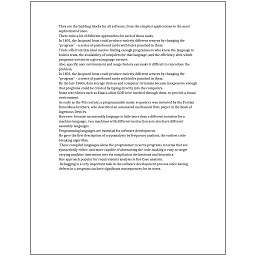 They are the building blocks for all software, from the simplest applications to the most
sophisticated ones.
There exist a lot of different approaches for each of those tasks.
In 1801, the Jacquard loom could produce entirely different weaves by changing the
"program" – a series of pasteboard cards with holes punched in them.
Trade-offs from this ideal involve finding enough programmers who know the language to
build a team, the availability of compilers for that language, and the efficiency with which
programs written in a given language execute.
Also, specific user environment and usage history can make it difficult to reproduce the
problem.
In 1801, the Jacquard loom could produce entirely different weaves by changing the
"program" – a series of pasteboard cards with holes punched in them.
By the late 1960s, data storage devices and computer terminals became inexpensive enough
that programs could be created by typing directly into the computers.
Some text editors such as Emacs allow GDB to be invoked through them, to provide a visual
environment.
As early as the 9th century, a programmable music sequencer was invented by the Persian
Banu Musa brothers, who described an automated mechanical flute player in the Book of
Ingenious Devices.
However, because an assembly language is little more than a different notation for a
machine language, two machines with different instruction sets also have different
assembly languages.
Programming languages are essential for software development.
He gave the first description of cryptanalysis by frequency analysis, the earliest code-
breaking algorithm.
These compiled languages allow the programmer to write programs in terms that are
syntactically richer, and more capable of abstracting the code, making it easy to target
varying machine instruction sets via compilation declarations and heuristics.
One approach popular for requirements analysis is Use Case analysis.
Debugging is a very important task in the software development process since having
defects in a program can have significant consequences for its users.